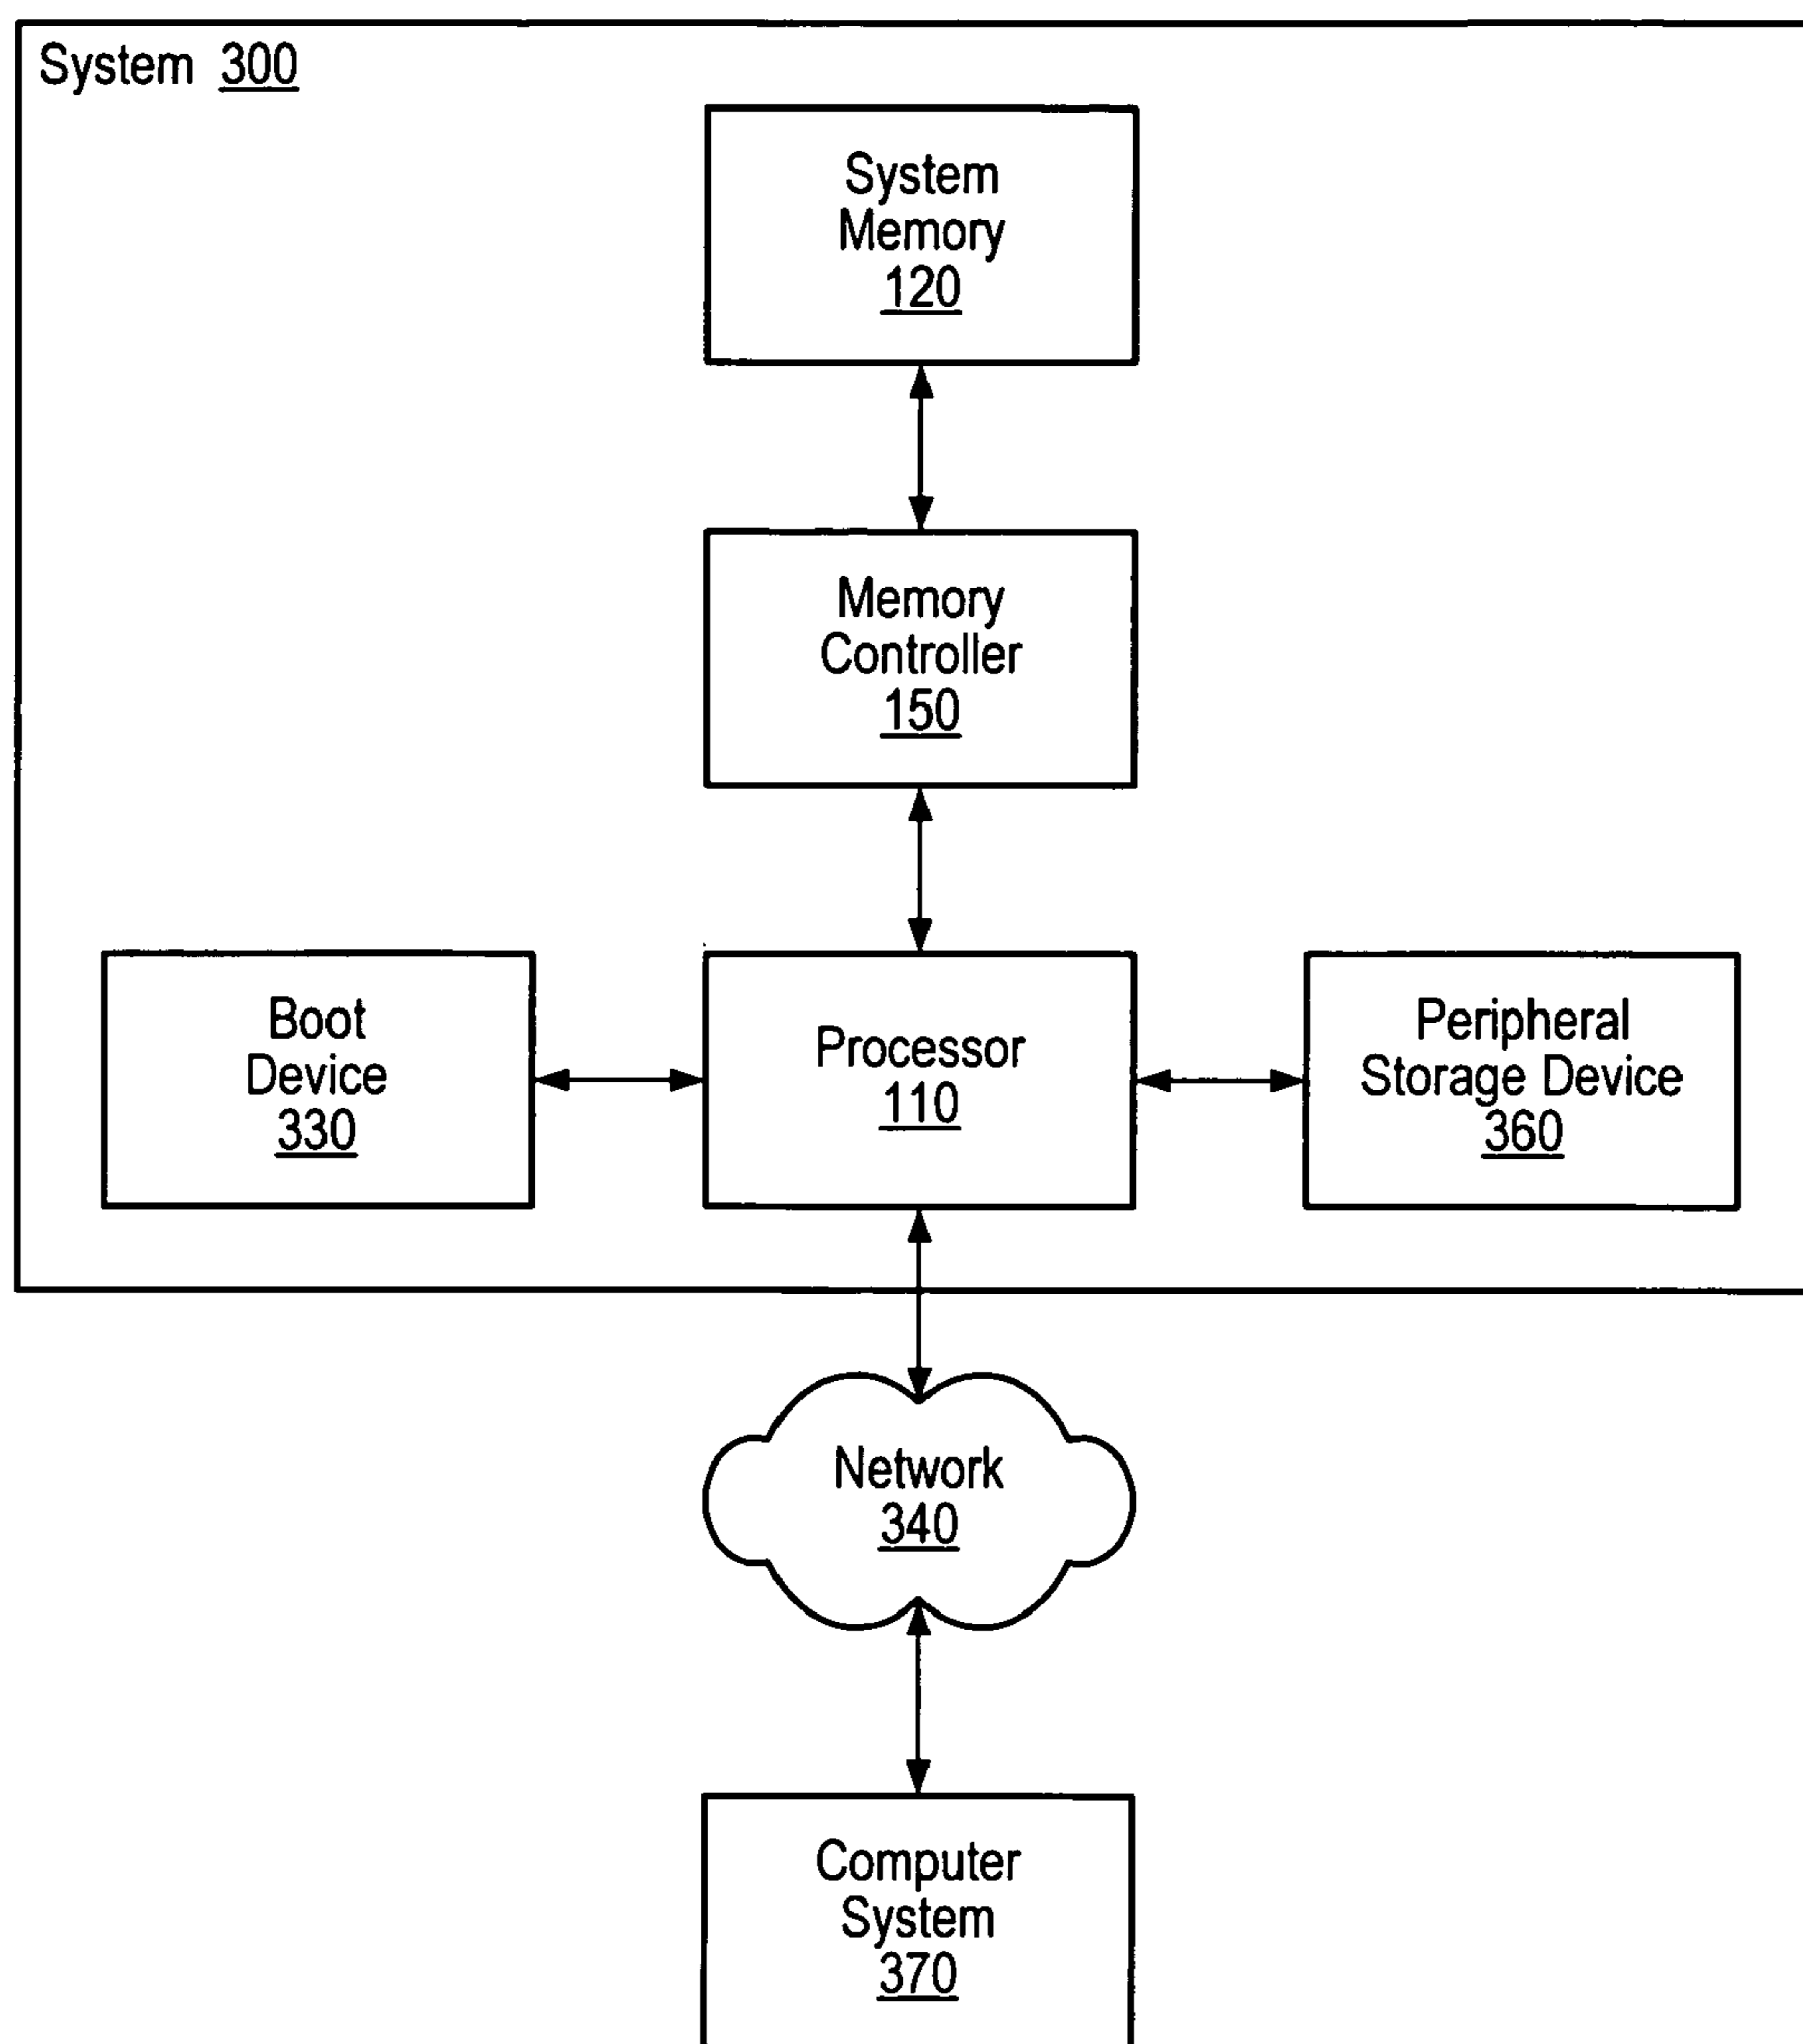 System 300
System
Memory
120
Memory
Controller
150
Boot
Device
330
Processor
110
Peripheral
Storage Device
360
Network
340
Computer
System
370